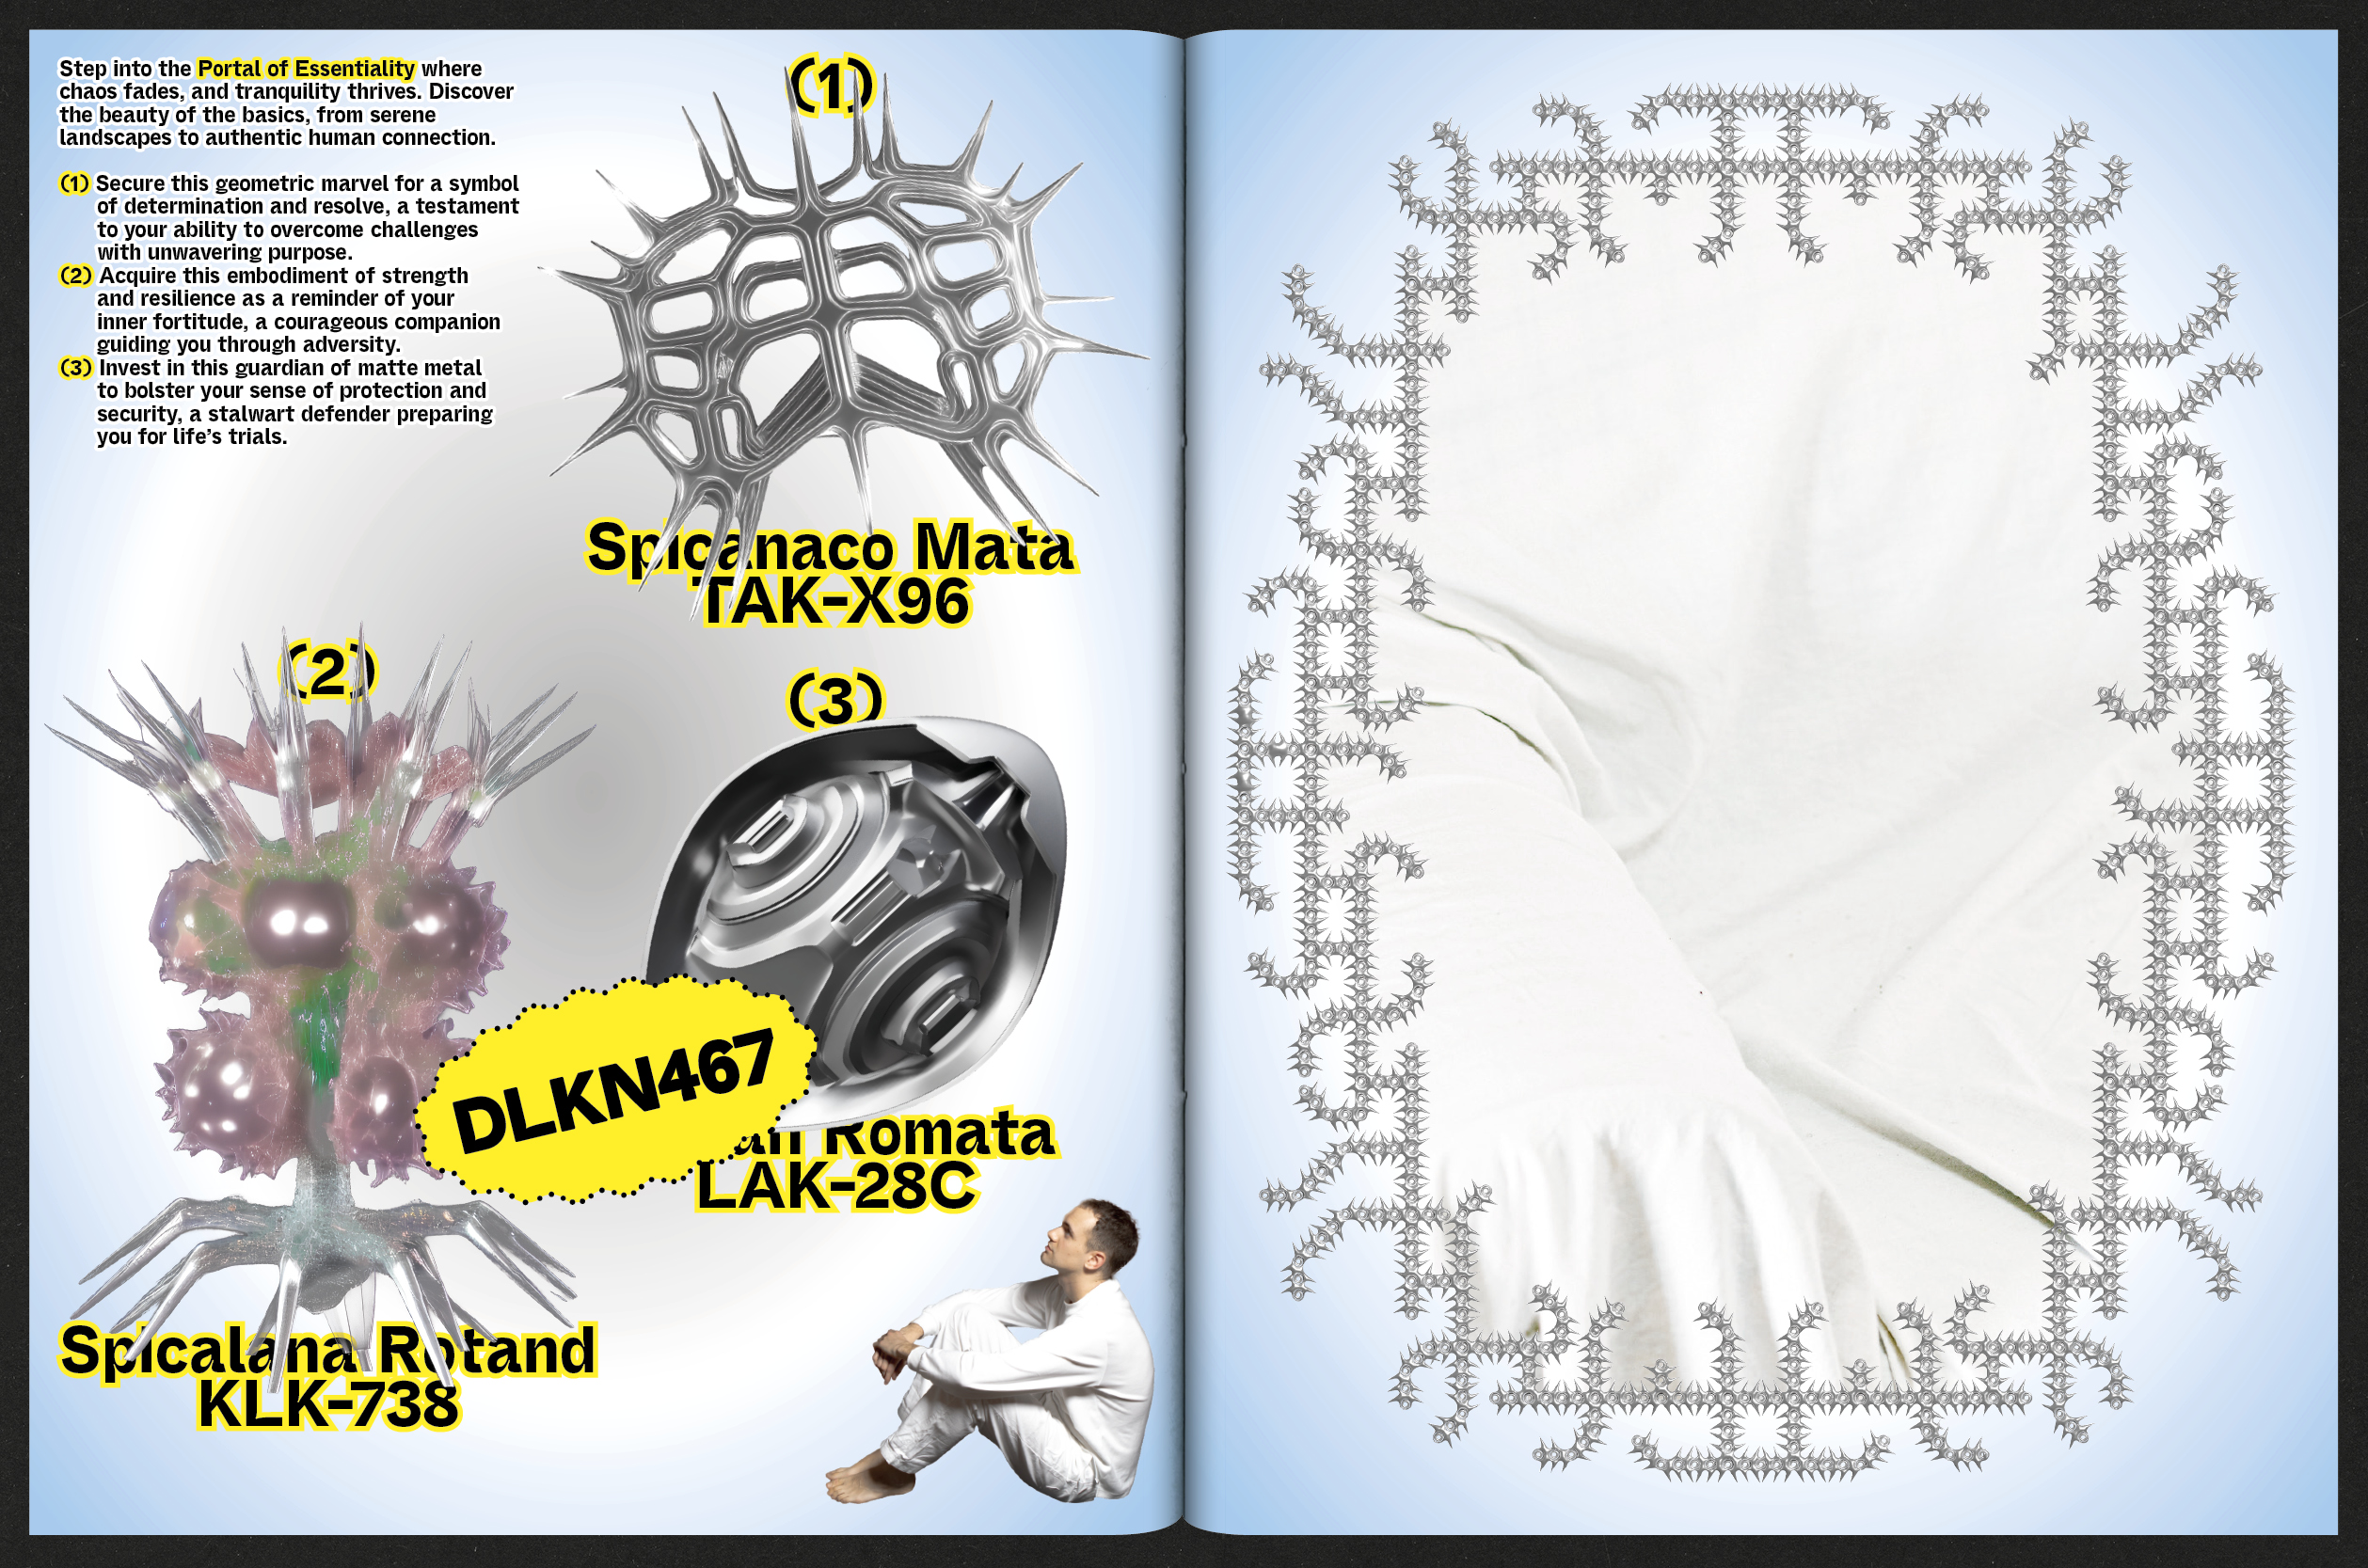 Step into the Portal of Essentiality where
chaos fades, and tranquility thrives. Discover
the beauty of the basics, from serene
landscapes to authentic human connection.
(1) Secure this geometric marvel for a symbol
of determination and resolve, a testament
to your ability to overcome challenges
with unwavering purpose.
(2) Acquire this embodiment of strength
and resilience as a reminder of your
inner fortitude, a courageous companion
guiding you through adversity.
(3) Invest in this guardian of matte metal
to bolster your sense of protection and
security, a stalwart defender preparing
you for life’s trials.
(1)
Spicanaco Mata
TAK-X96
(2)
Spicalana Rotand
KLK-738
(3)
DLKN467
Romata
LAK-28C